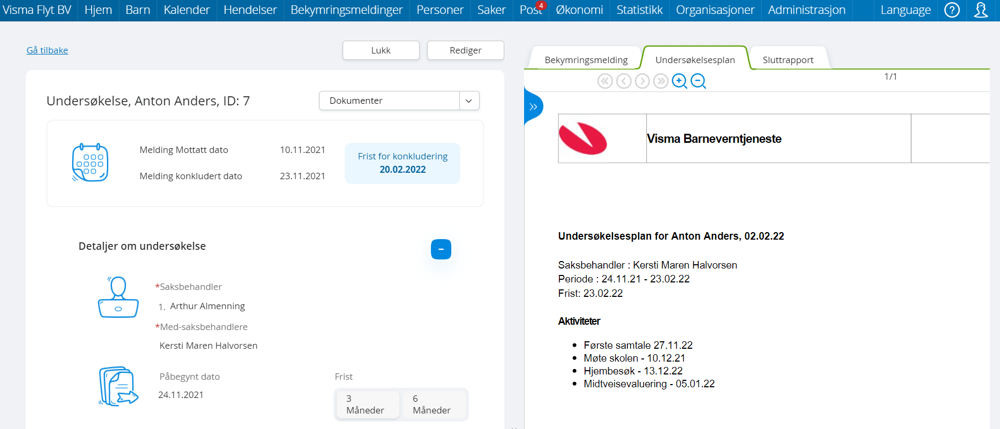 Visma Flyt BV Hjem Barn Kalender Hendelser Bekymringsmeldinger Personer Saker Post 4 Økonomi Statistikk Organisasjoner Administrasjon Language ?
Gå tilbake
Lukk
Rediger
Undersøkelse, Anton Anders, ID: 7
Dokumenter
Melding Mottatt dato 10.11.2021
Melding konkludert dato 23.11.2021
Frist for konkludering
20.02.2022
Detaljer om undersøkelse
*Saksbehandler
1. Arthur Almenning
*Med-saksbehandlere
Kersti Maren Halvorsen
Påbegynt dato
24.11.2021
Frist
3
Måneder
6
Måneder
Bekymringsmelding Undersøkelsesplan Sluttrapport
1/1
Visma Barneverntjeneste
Undersøkelsesplan for Anton Anders, 02.02.22
Saksbehandler : Kersti Maren Halvorsen
Periode : 24.11.21 - 23.02.22
Frist: 23.02.22
Aktiviteter
• Første samtale 27.11.22
• Møte skolen - 10.12.21
• Hjembesøk - 13.12.22
• Midtveisevaluering - 05.01.22